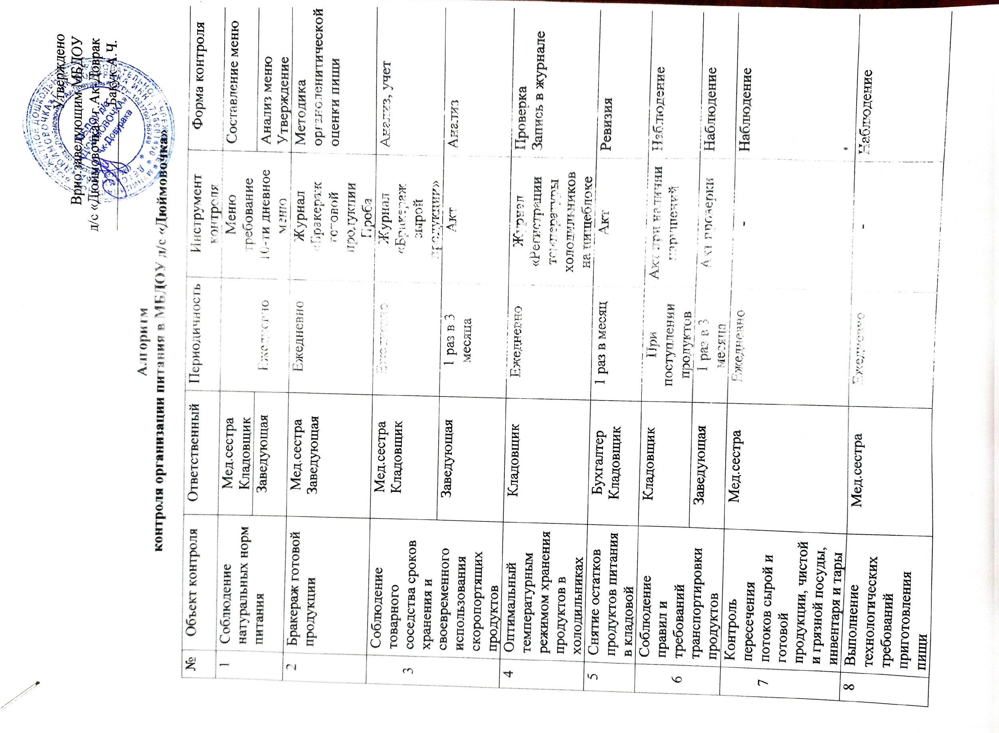 Утверждено
Врио.заведующим МБДОУ
д/с «Дюймовочка» г.Ак-Доврак
Бакук А.Ч.
Алгоритм
контроля организации питания в МБДОУ д/с «Дюймовочка»
№ Объект контроля Ответственный Периодичность Инструмент контроля Форма контроля
1 Соблюдение
натуральных норм
питания
Мед.сестра
Кладовщик
Меню
требование
Составление меню
Заведующая
Ежедневно
10-ти дневное
меню
Анализ меню
Утверждение
2 Бракераж готовой
продукции
Мед.сестра
Заведующая
Ежедневно
Журнал
«Бракераж
готовой
продукции
Проба
Методика
органоленитической
оценки пищи
3 Соблюдение
товарного
соседства сроков
хранения и
своевременного
использования
скоропортящих
продуктов
Мед.сестра
Кладовщик
Ежедневно
Журнал
«Бракераж
сырой
продукции»
Анализ, учет
Заведующая
1 раз в 3
месяца
Акт
Анализ
4 Оптимальный
температурным
режимом хранения
продуктов в
холодильниках
Кладовщик
Ежедневно
Журнал
«Регистрации
температуры
холодильников
на пищеблоке
Проверка
Запись в журнале
5 Снятие остатков
продуктов питания
в кладовой
Бухгалтер
Кладовщик
1 раз в месяц
Акт
Ревизия
6 Соблюдение
правил и
требований
транспортировки
продуктов
Кладовщик
При
поступлении
продуктов
Акт при наличии
нарушений
Наблюдение
Заведующая
1 раз в 3
месяца
Акт проверки
Наблюдение
7 Контроль
пересечения
потоков сырой и
готовой
продукции, чистой
и грязной посуды,
инвентаря и тары
Мед.сестра
Ежедневно
-
Наблюдение
8 Выполнение
технологических
требований
приготовления
пищи
Мед.сестра
Ежедневно
-
Наблюдение